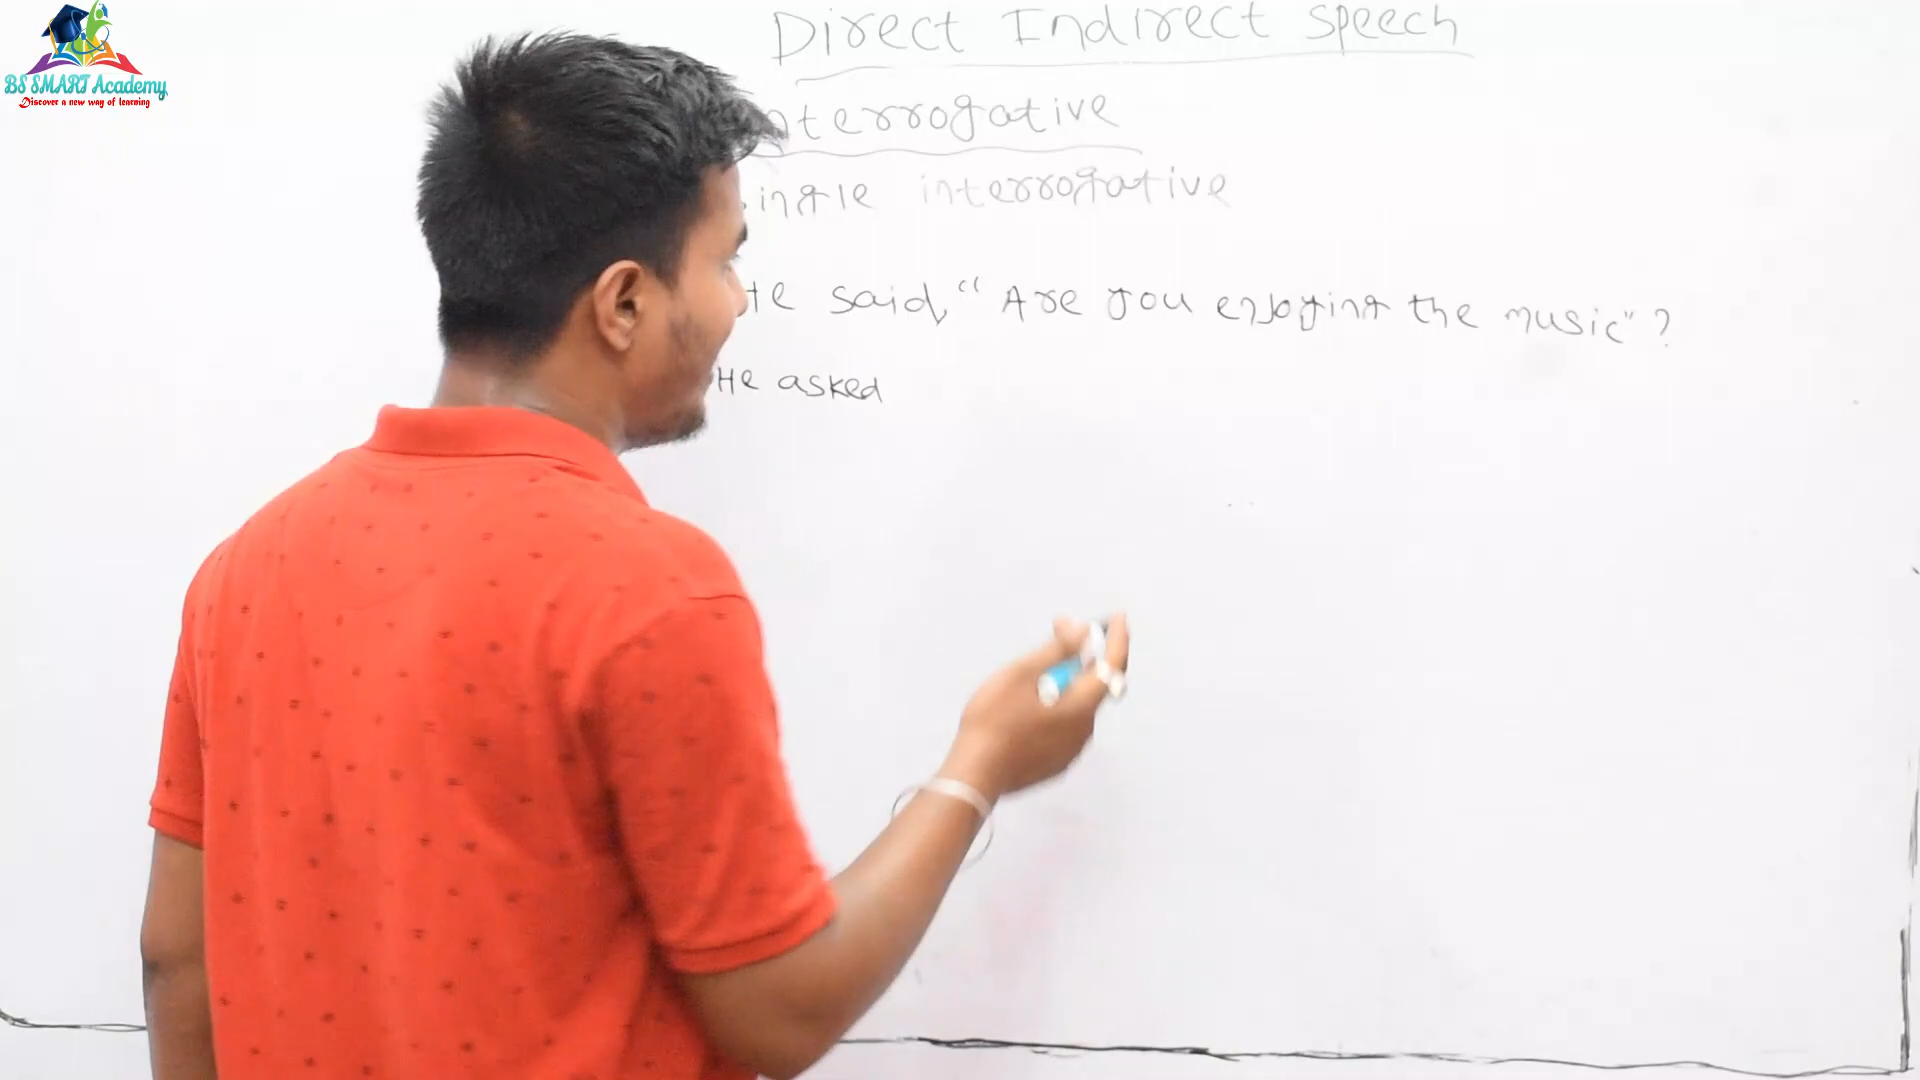 BS SMART Academy
Discover a new way of learning
Direct Indirect Speech
nterrogative
ingle interrogative
He said, “Are you enjoying the music”?
He asked